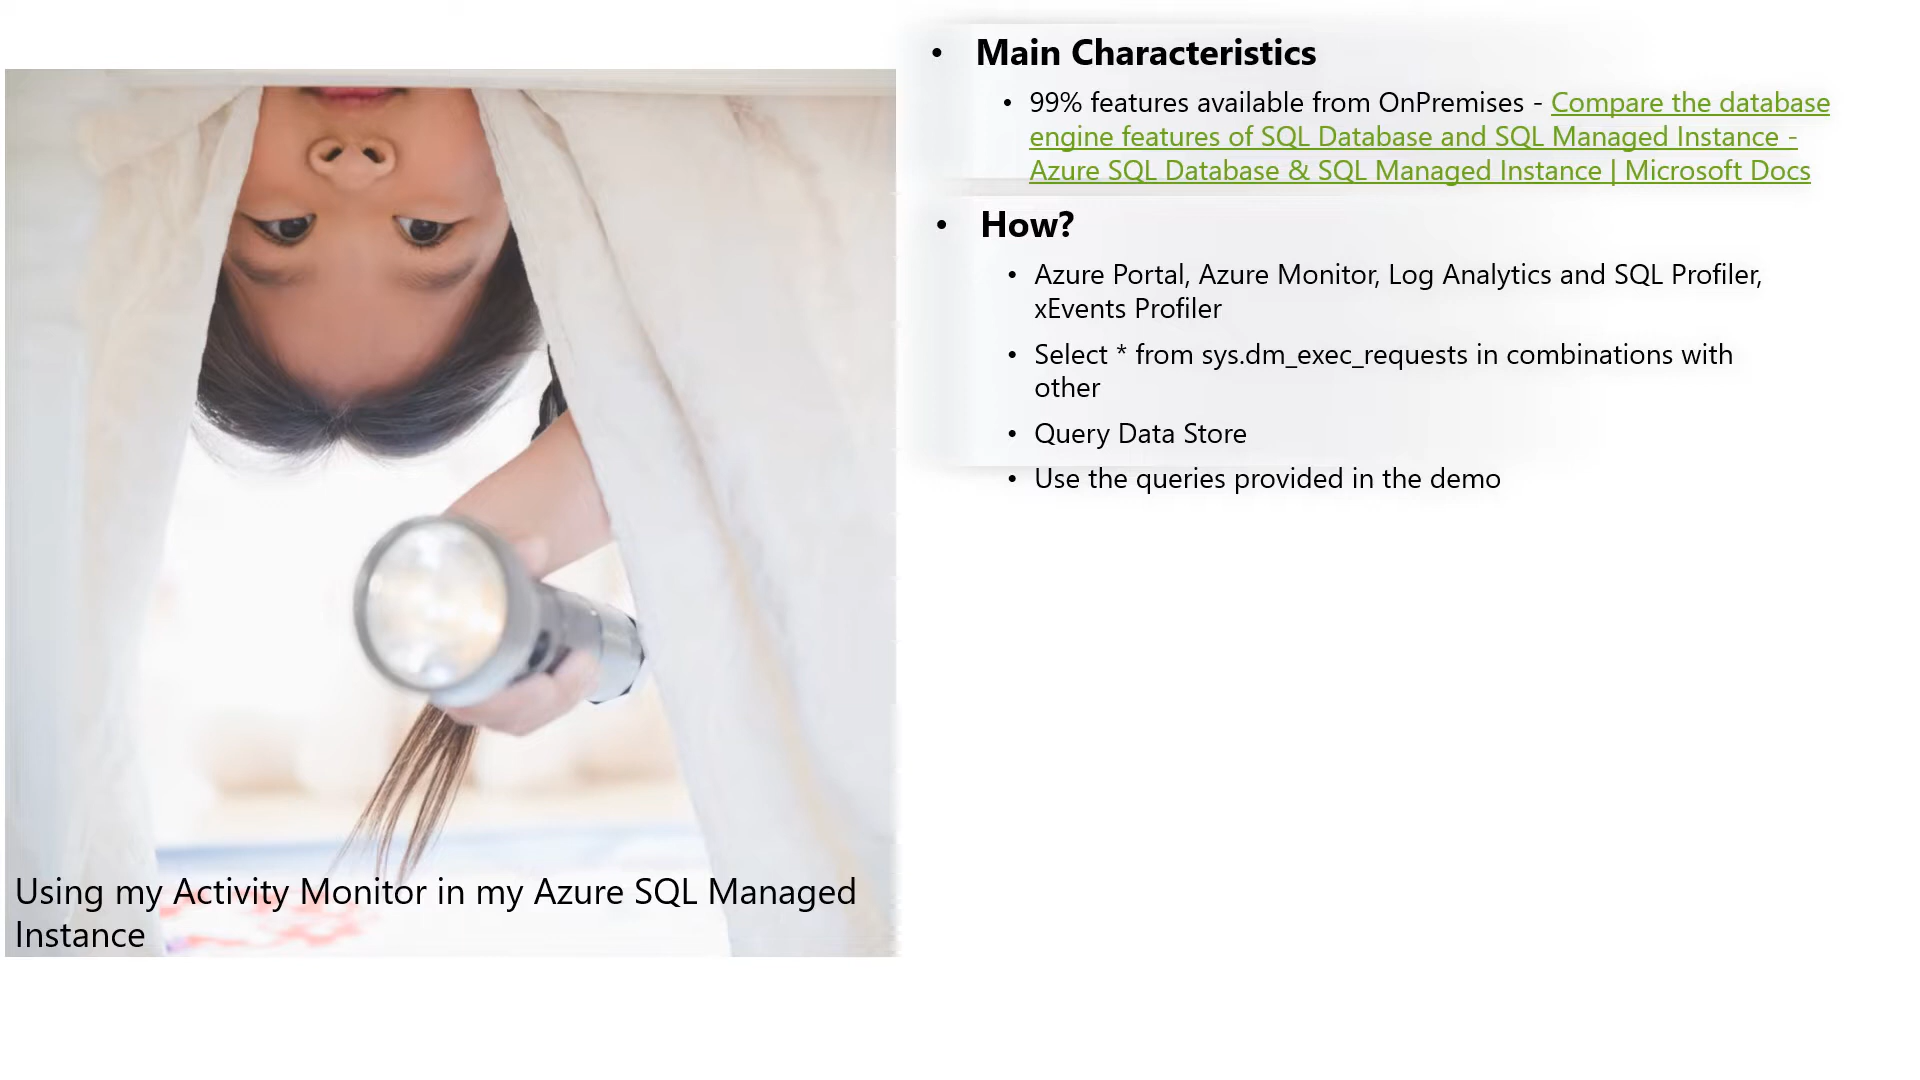 Main Characteristics
99% features available from OnPremises - Compare the database
engine features of SQL Database and SQL Managed Instance -
Azure SQL Database & SQL Managed Instance | Microsoft Docs
How?
Azure Portal, Azure Monitor, Log Analytics and SQL Profiler,
xEvents Profiler
Select * from sys.dm_exec_requests in combinations with
other
Query Data Store
Use the queries provided in the demo
Using my Activity Monitor in my Azure SQL Managed
Instance